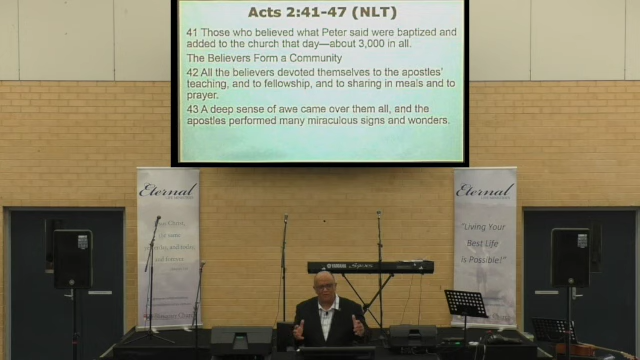 Acts 2:41-47 (NLT)
41 Those who believed what Peter said were baptized and
added to the church that day—about 3,000 in all.
The Believers Form a Community
42 All the believers devoted themselves to the apostles'
teaching, and to fellowship, and to sharing in meals and to
prayer.
43 A deep sense of awe came over them all, and the
apostles performed many miraculous signs and wonders.
Eternal
Eternal
"Living Your
Best Life
is Possible!"
YAMAHA